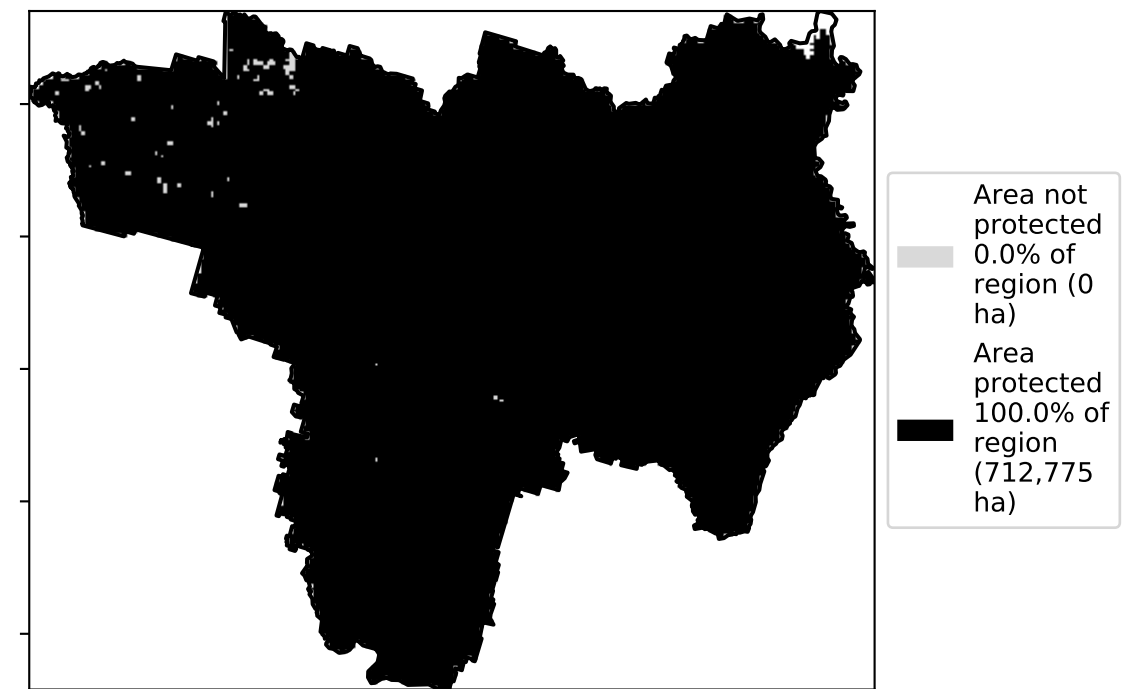 Area not
protected
0.0% of
region (0
ha)
Area
protected
100.0% of
region
(712,775
ha)